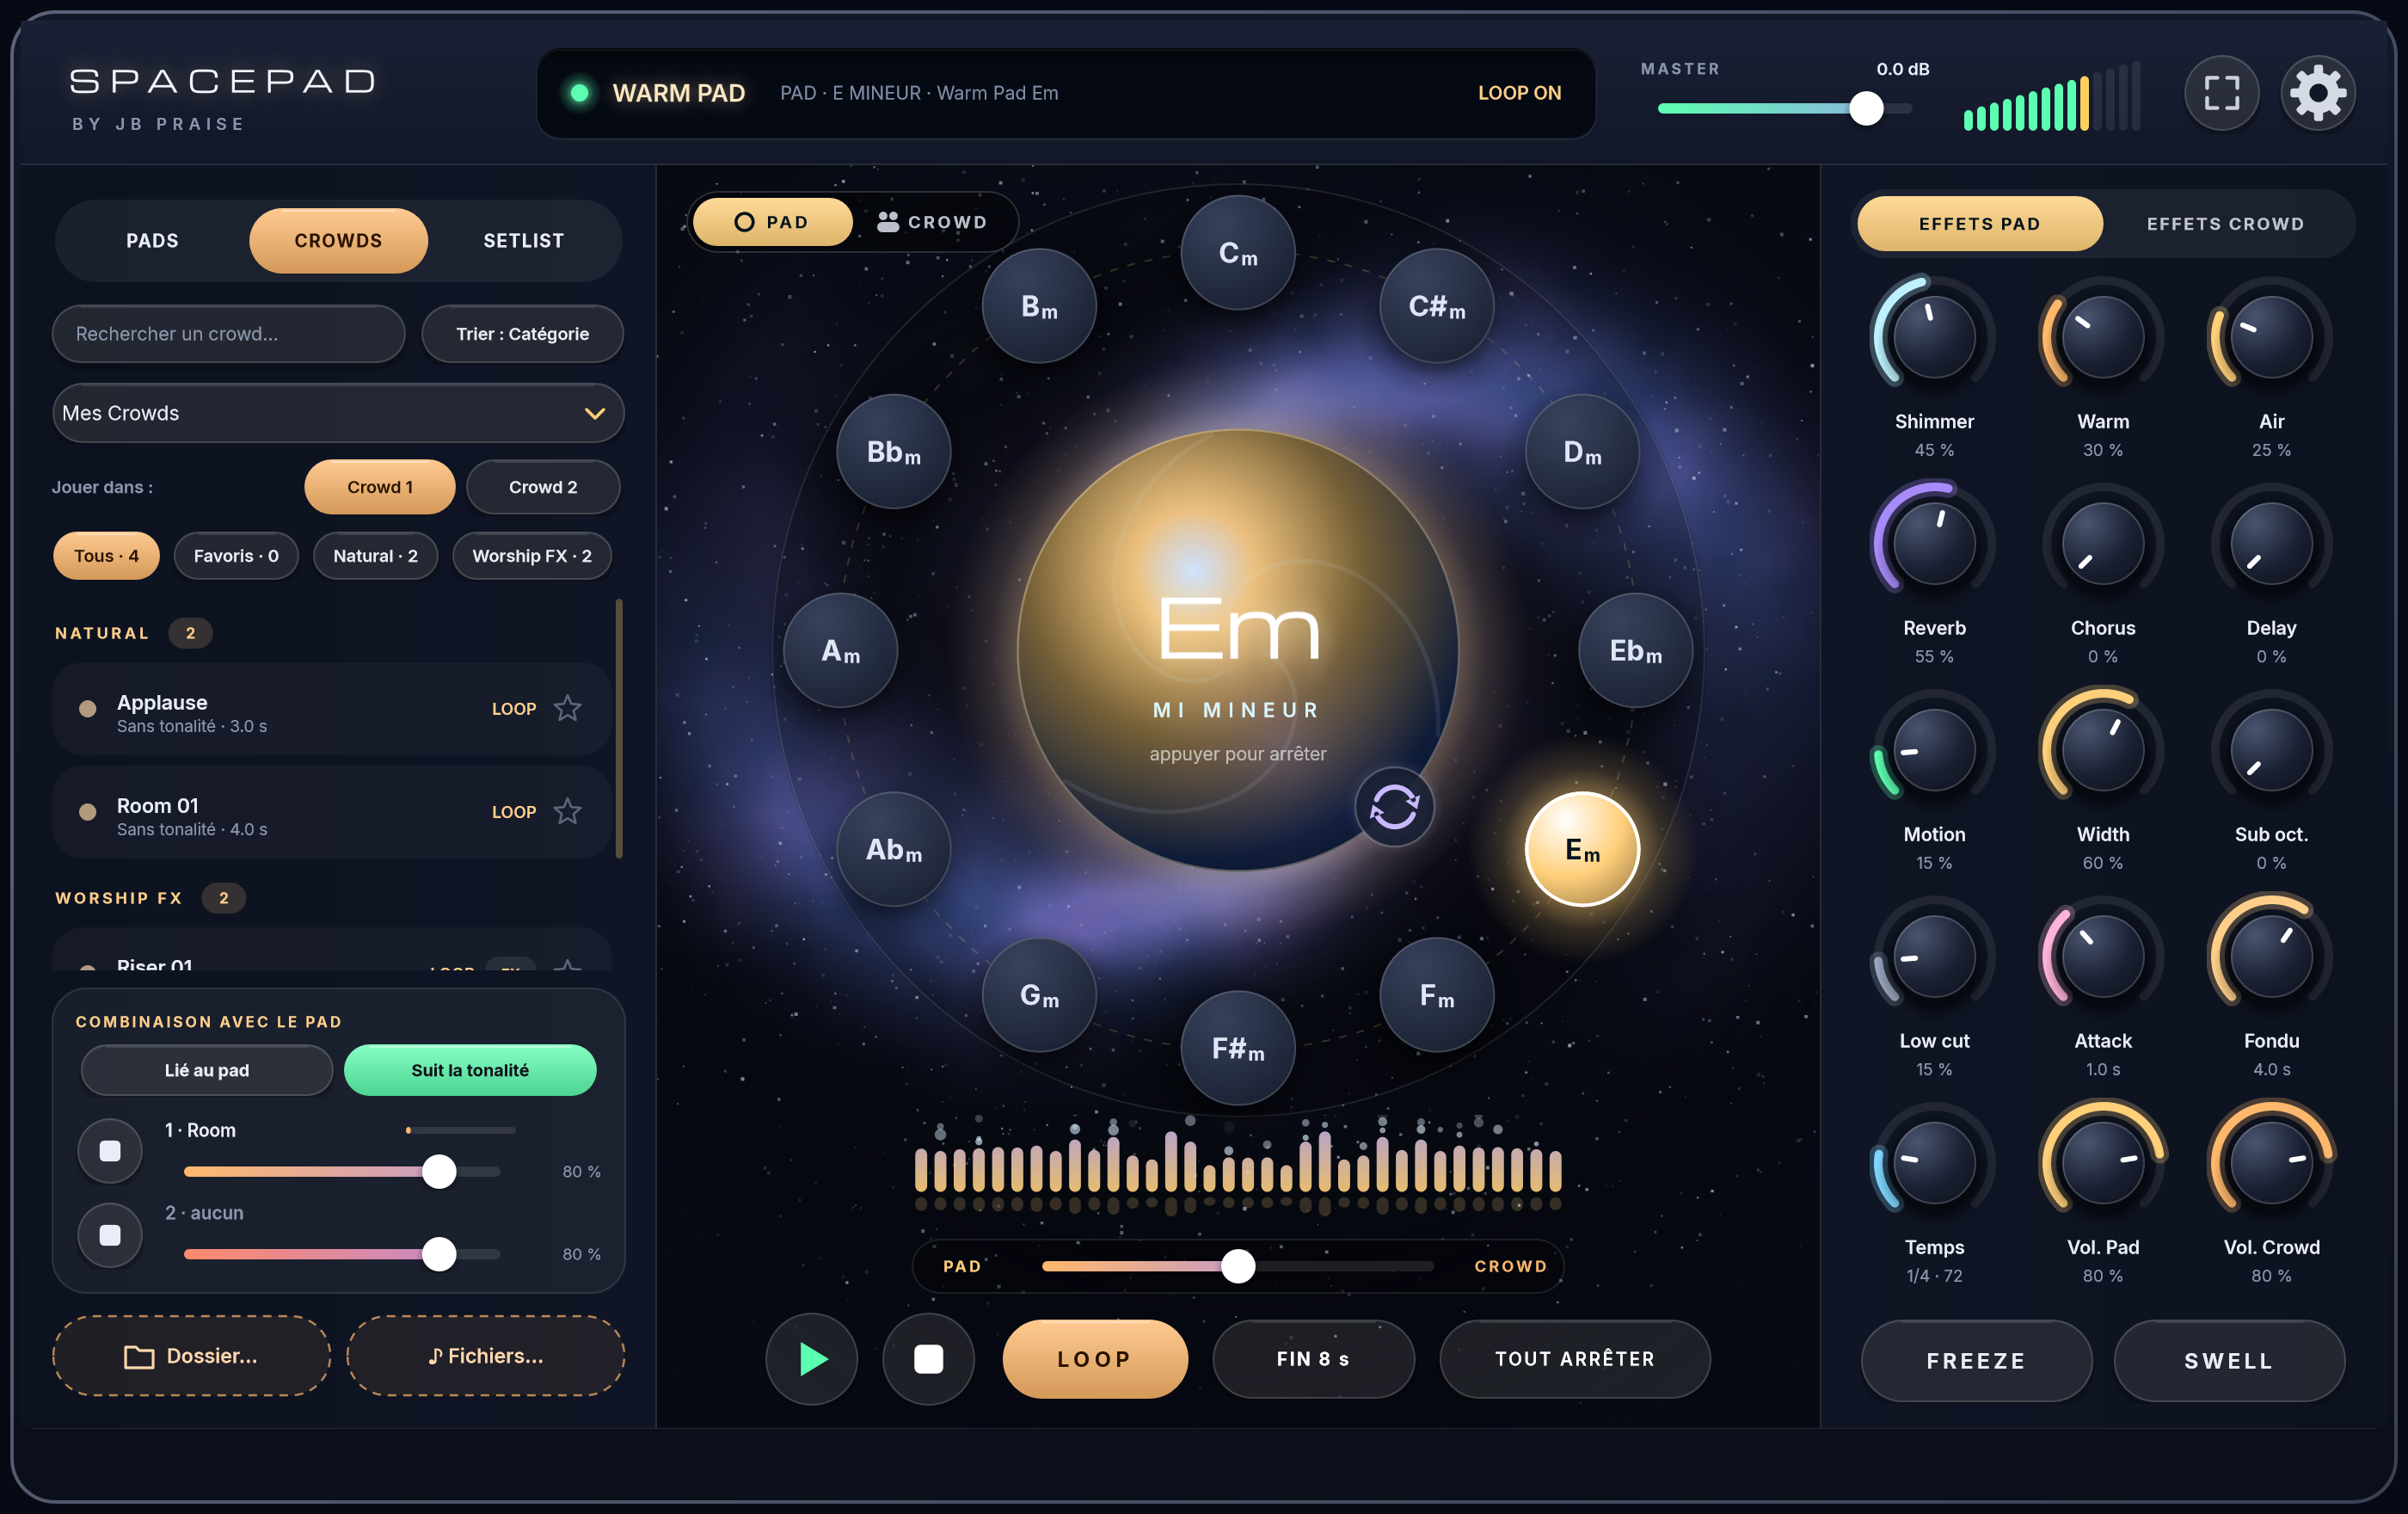 SPACEPAD
BY JB PRAISE
WARM PAD
PAD · E MINEUR · Warm Pad Em
LOOP ON
MASTER
0.0 dB
PADS
CROWDS
SETLIST
Rechercher un crowd...
Trier : Catégorie
Mes Crowds
Jouer dans :
Crowd 1
Crowd 2
Tous · 4
Favoris · 0
Natural · 2
Worship FX · 2
NATURAL 2
Applause
Sans tonalité · 3.0 s
LOOP
Room 01
Sans tonalité · 4.0 s
LOOP
WORSHIP FX 2
Riser 01
LOOP
FX
COMBINAISON AVEC LE PAD
Lié au pad
Suit la tonalité
1 · Room
80 %
2 · aucun
80 %
Dossier...
Fichiers...
PAD
CROWD
Cm
C#m
Dm
Ebm
Em
Fm
F#m
Gm
Abm
Am
Bbm
Bm
Em
MI MINEUR
appuyer pour arrêter
PAD
CROWD
LOOP
FIN 8 s
TOUT ARRÊTER
EFFETS PAD
EFFETS CROWD
Shimmer
45 %
Warm
30 %
Air
25 %
Reverb
55 %
Chorus
0 %
Delay
0 %
Motion
15 %
Width
60 %
Sub oct.
0 %
Low cut
15 %
Attack
1.0 s
Fondu
4.0 s
Temps
1/4 · 72
Vol. Pad
80 %
Vol. Crowd
80 %
FREEZE
SWELL